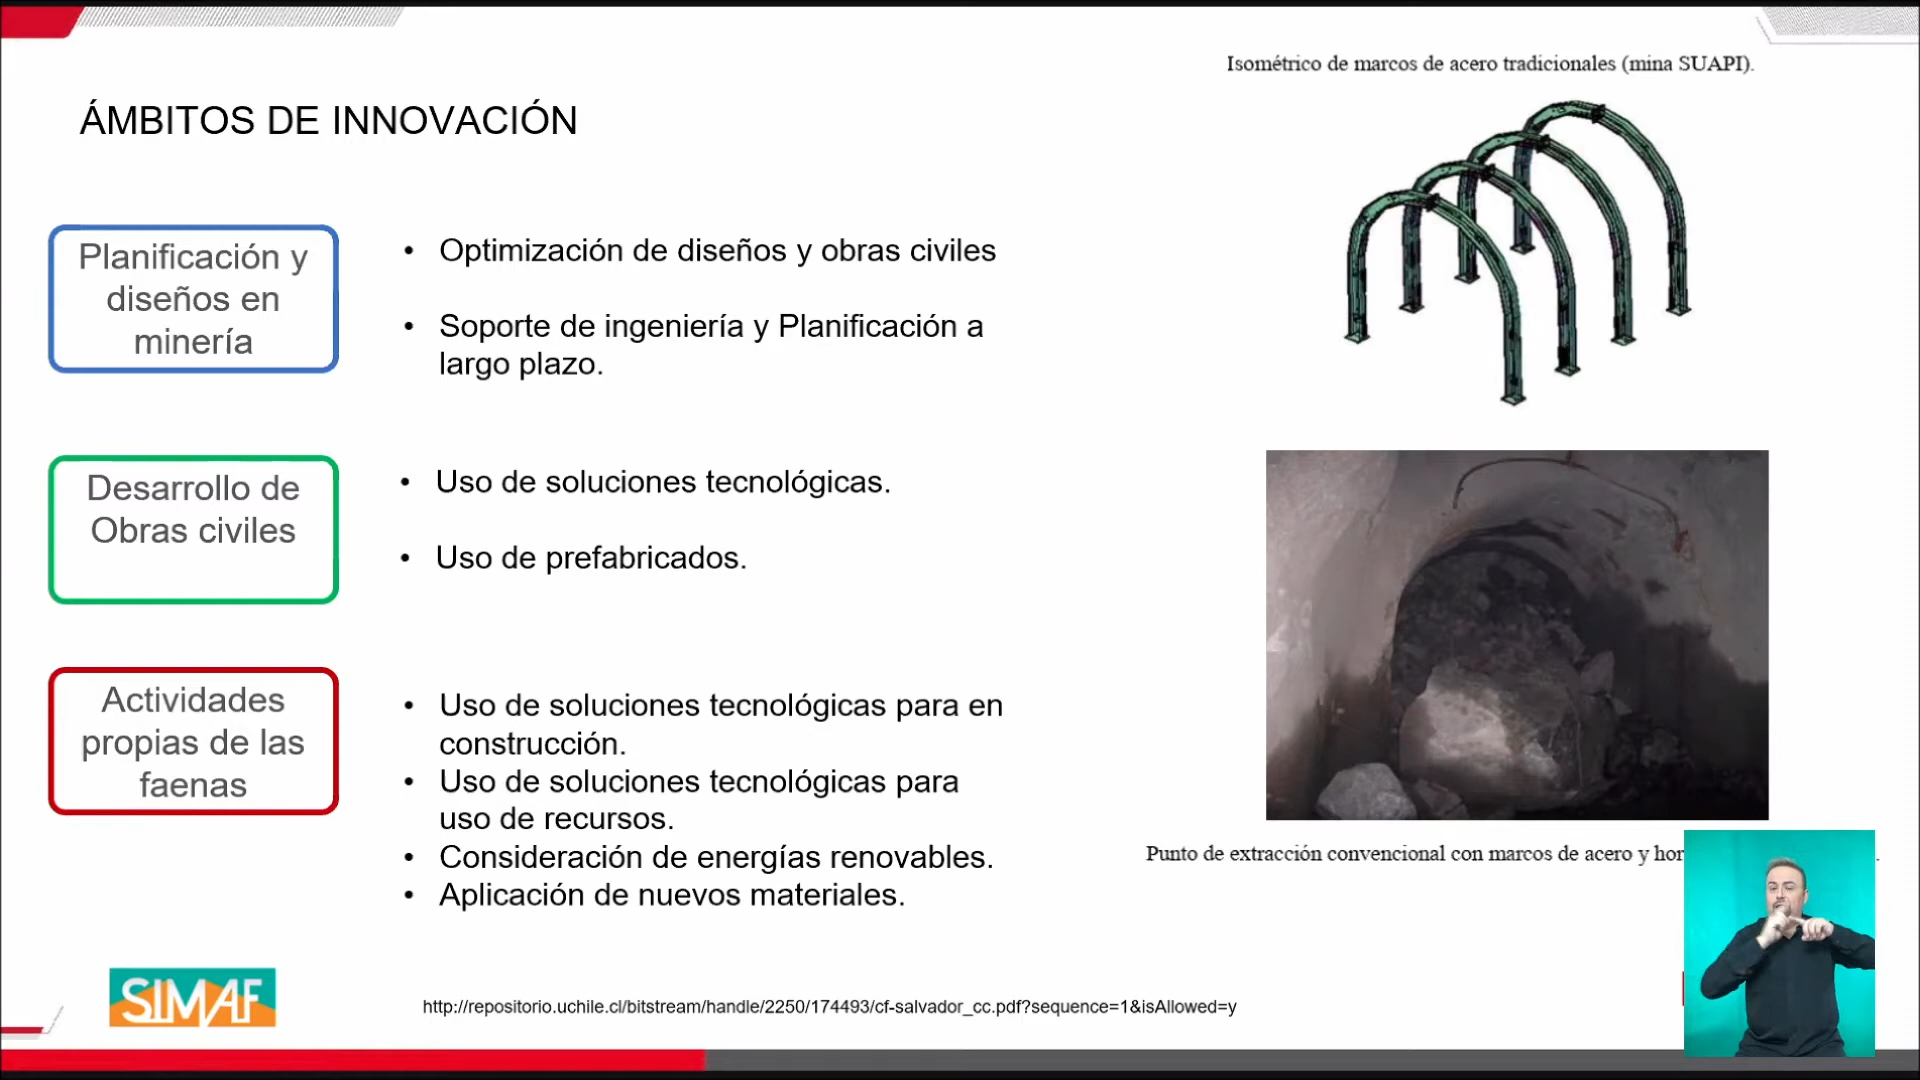 Isométrico de marcos de acero tradicionales (mina SUAPI).
ÁMBITOS DE INNOVACIÓN
Planificación y
diseños en
minería
• Optimización de diseños y obras civiles
• Soporte de ingeniería y Planificación a
largo plazo.
Desarrollo de
Obras civiles
• Uso de soluciones tecnológicas.
• Uso de prefabricados.
Actividades
propias de las
faenas
• Uso de soluciones tecnológicas para en
construcción.
• Uso de soluciones tecnológicas para
uso de recursos.
• Consideración de energías renovables.
• Aplicación de nuevos materiales.
Punto de extracción convencional con marcos de acero y
SIMAF
http://repositorio.uchile.cl/bitstream/handle/2250/174493/cf-salvador_cc.pdf?sequence=1&isAllowed=y